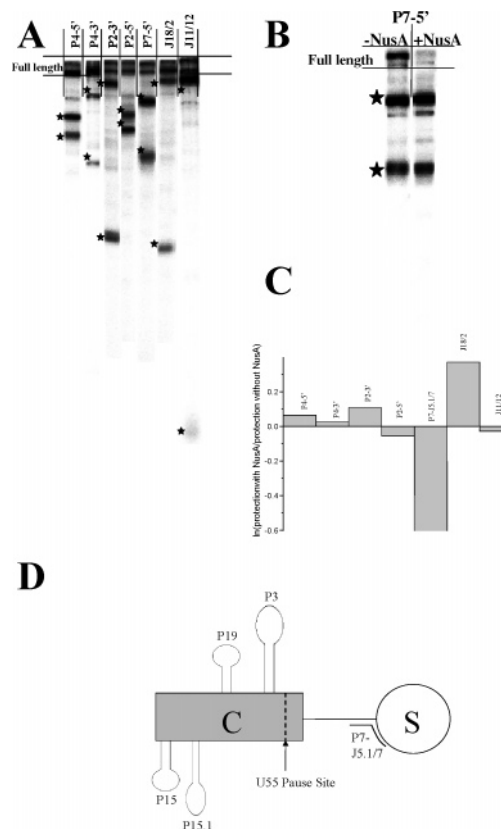 A
P4-5'
P4-3'
P2-3'
P2-5'
P7-5'
J18/2
J11/12
Full length
B
P7-5'
-NusA +NusA
Full length
C
ln(protectionwith NusA/protection without NusA)
0.2
0.0
-0.2
-0.4
-0.6
P4-5'
P4-3'
P2-3'
P2-5'
P7-J5.1/7
J18/2
J11/12
D
P3
P19
C
S
P7-
J5.1/7
U55 Pause Site
P15
P15.1